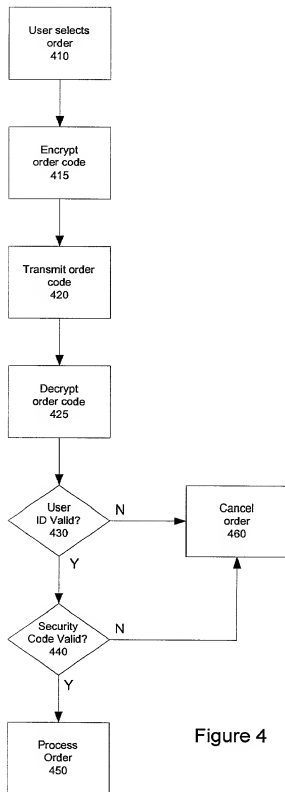 User selects
order
410
Encrypt
order code
415
Transmit order
code
420
Decrypt
order code
425
User
ID Valid?
430
N
Cancel
order
460
Y
Security
Code Valid?
440
N
Y
Process
Order
450
Figure 4